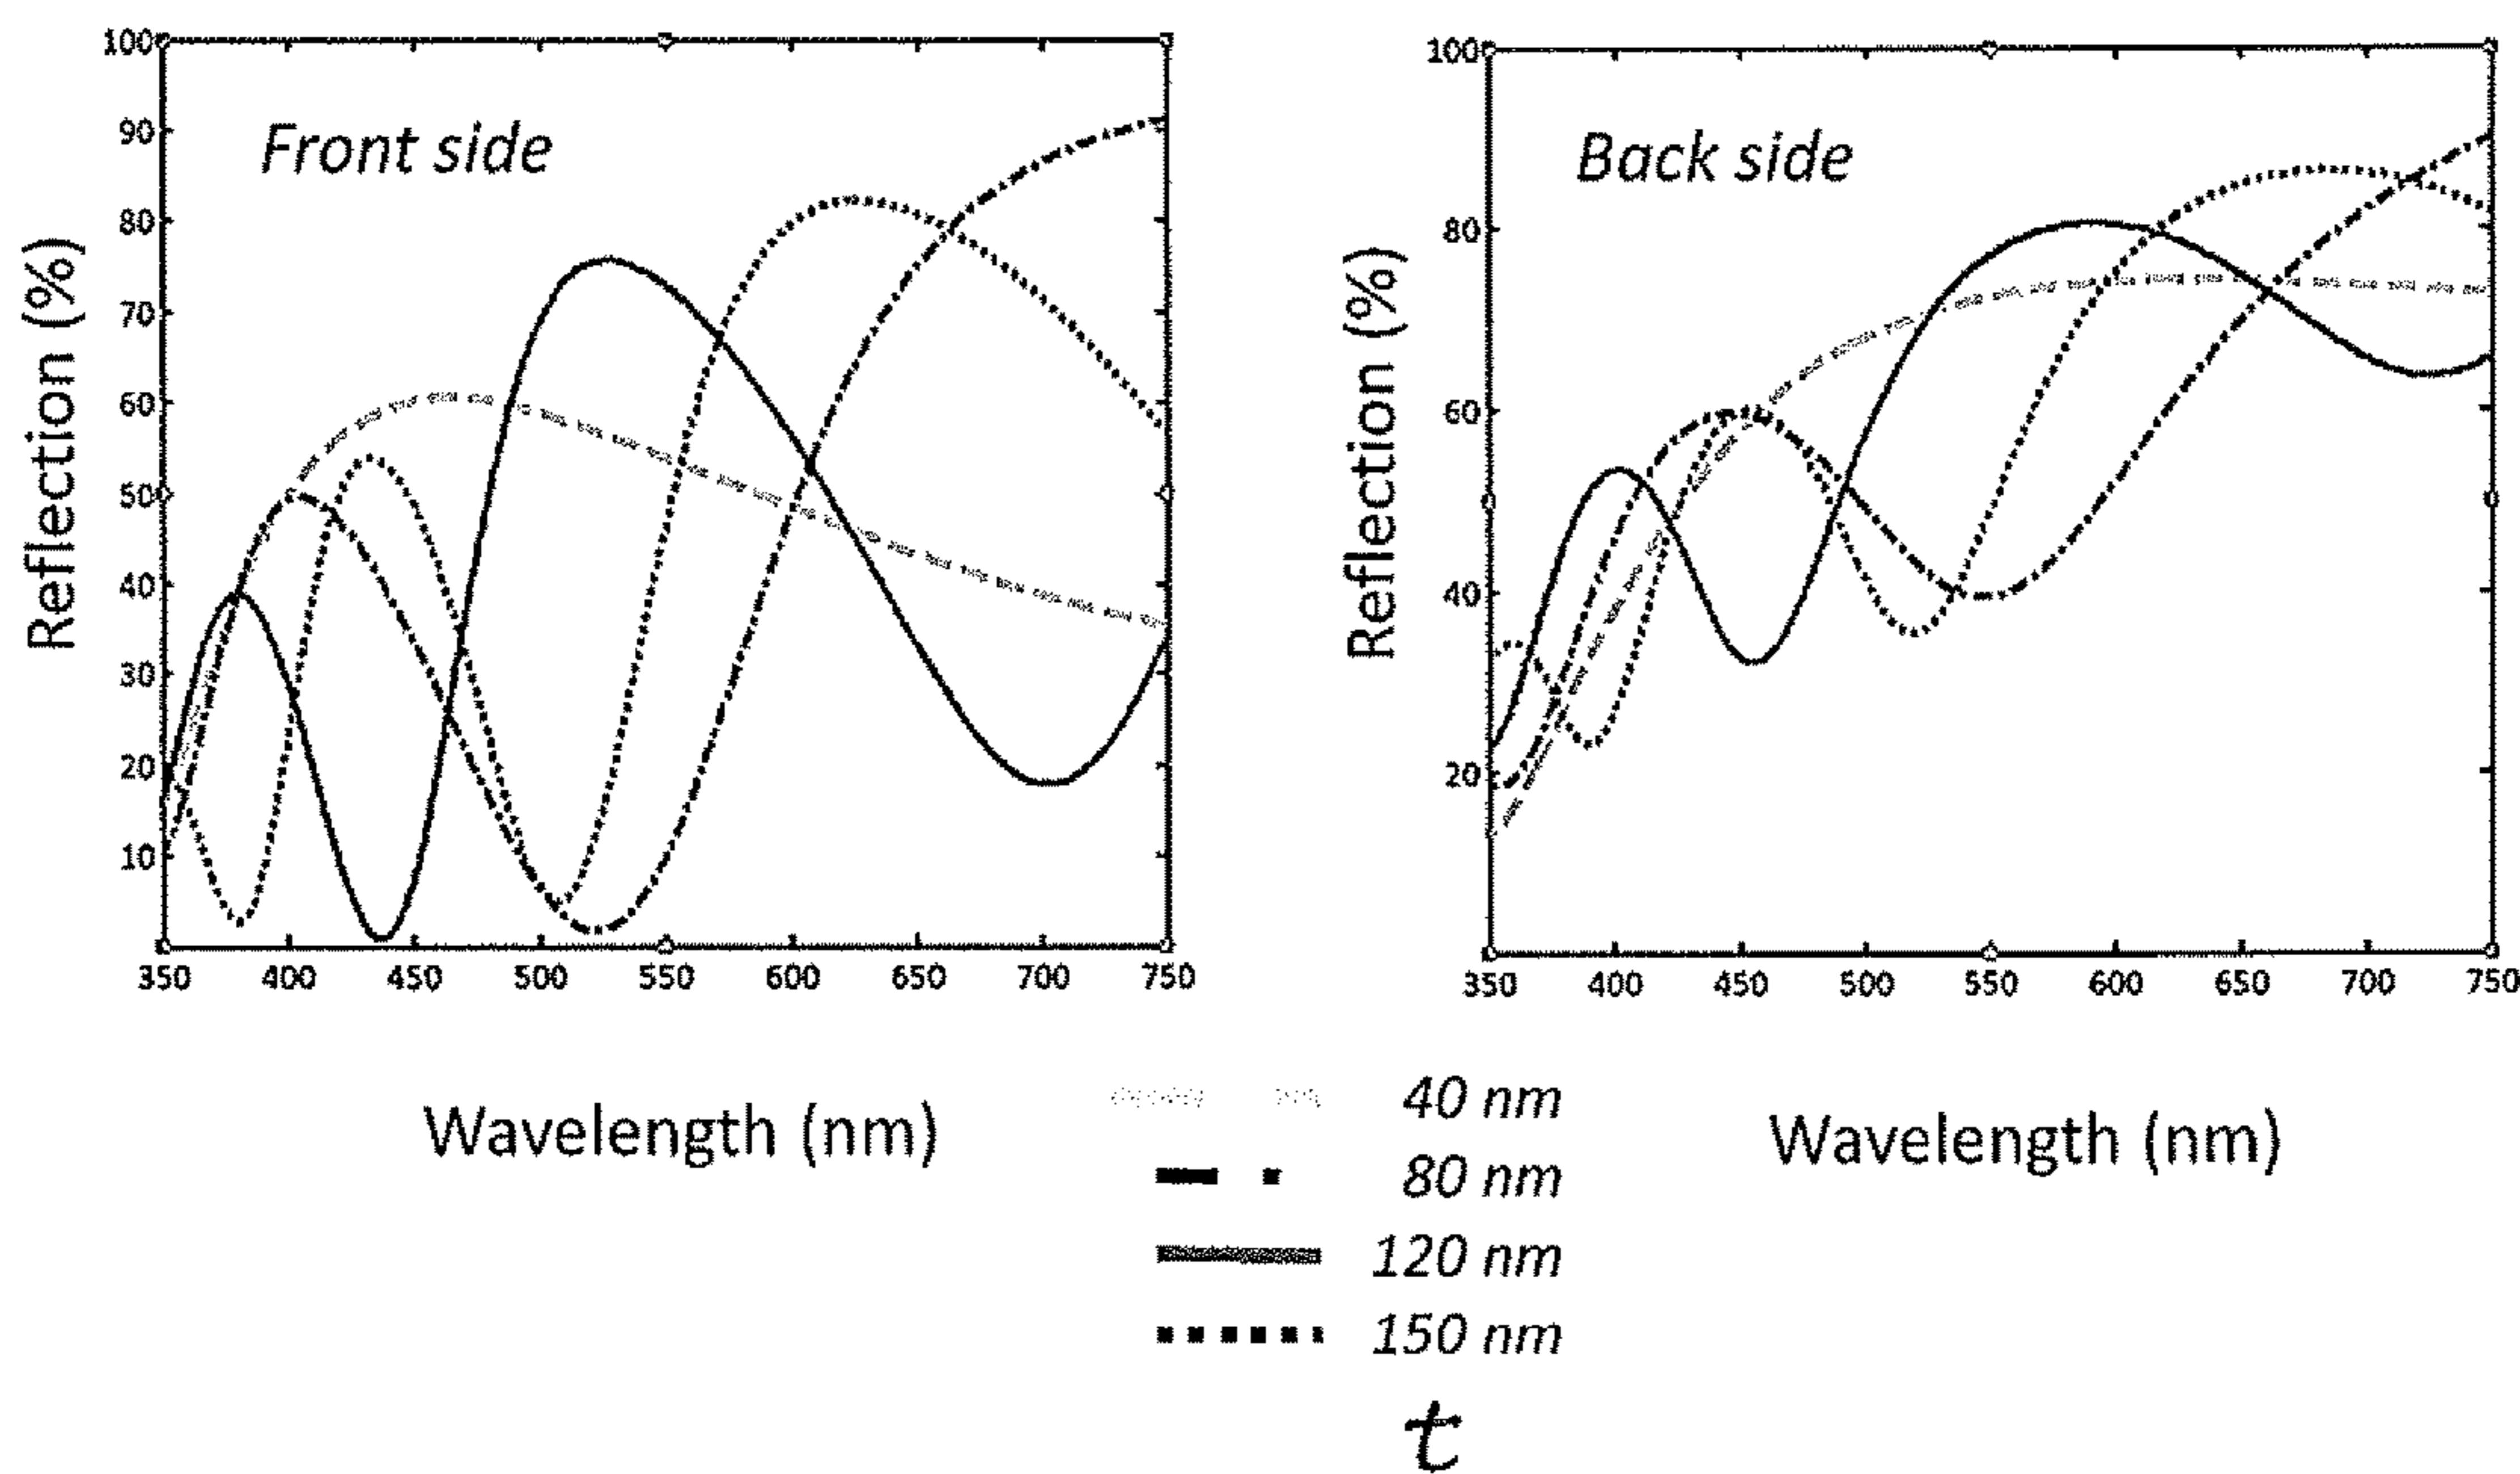 Front side
Reflection (%)
100
90
80
70
60
50
40
30
20
10
350 400 450 500 550 600 650 700 750
Wavelength (nm)
Back side
Reflection (%)
100
80
60
40
20
350 400 450 500 550 600 650 700 750
Wavelength (nm)
40 nm
80 nm
120 nm
150 nm
t